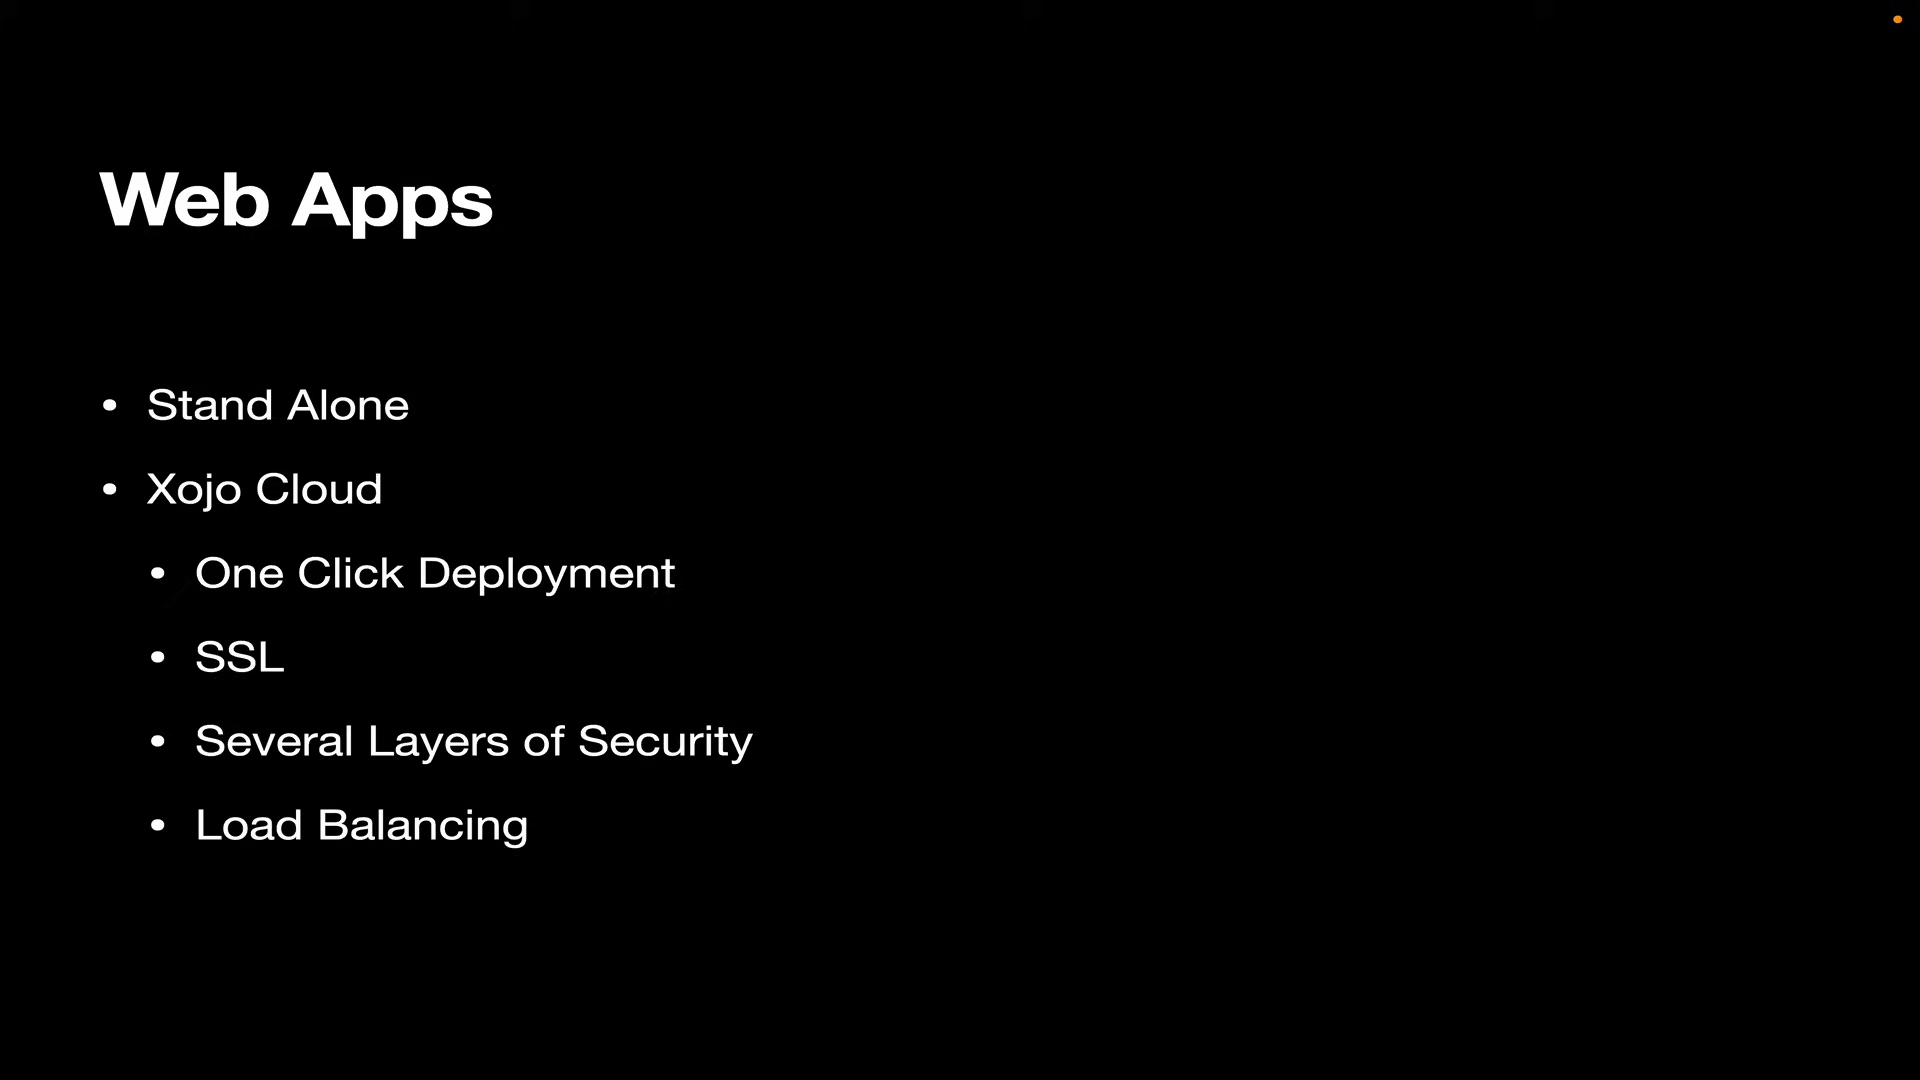 Web Apps
• Stand Alone
• Xojo Cloud
• One Click Deployment
• SSL
• Several Layers of Security
• Load Balancing